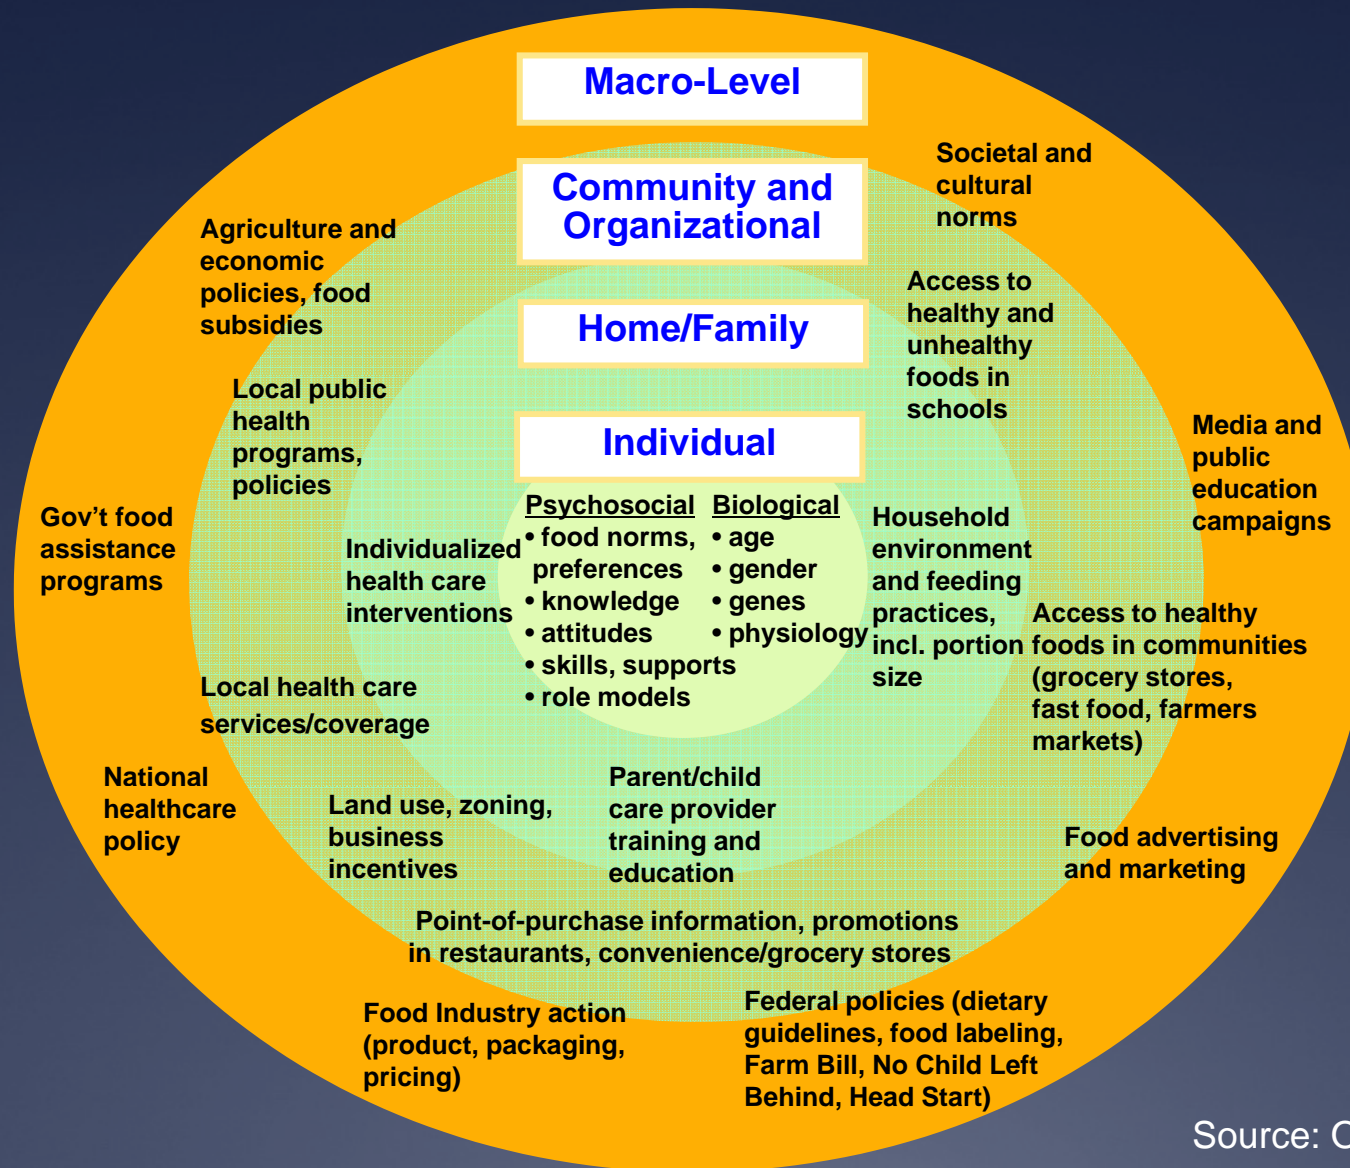 Macro-Level
Community and
Organizational
Home/Family
Individual
Societal and
cultural
norms
Agriculture and
economic
policies, food
subsidies
Access to
healthy and
unhealthy
foods in
schools
Local public
health
programs,
policies
Media and
public
education
campaigns
Gov’t food
assistance
programs
Individualized
health care
interventions
Psychosocial
• food norms,
preferences
• knowledge
• attitudes
• skills, supports
• role models
Biological
• age
• gender
• genes
• physiology
Household
environment
and feeding
practices,
incl. portion
size
Access to healthy
foods in communities
(grocery stores,
fast food, farmers
markets)
Local health care
services/coverage
National
healthcare
policy
Land use, zoning,
business
incentives
Parent/child
care provider
training and
education
Food advertising
and marketing
Point-of-purchase information, promotions
in restaurants, convenience/grocery stores
Food Industry action
(product, packaging,
pricing)
Federal policies (dietary
guidelines, food labeling,
Farm Bill, No Child Left
Behind, Head Start)
Source: